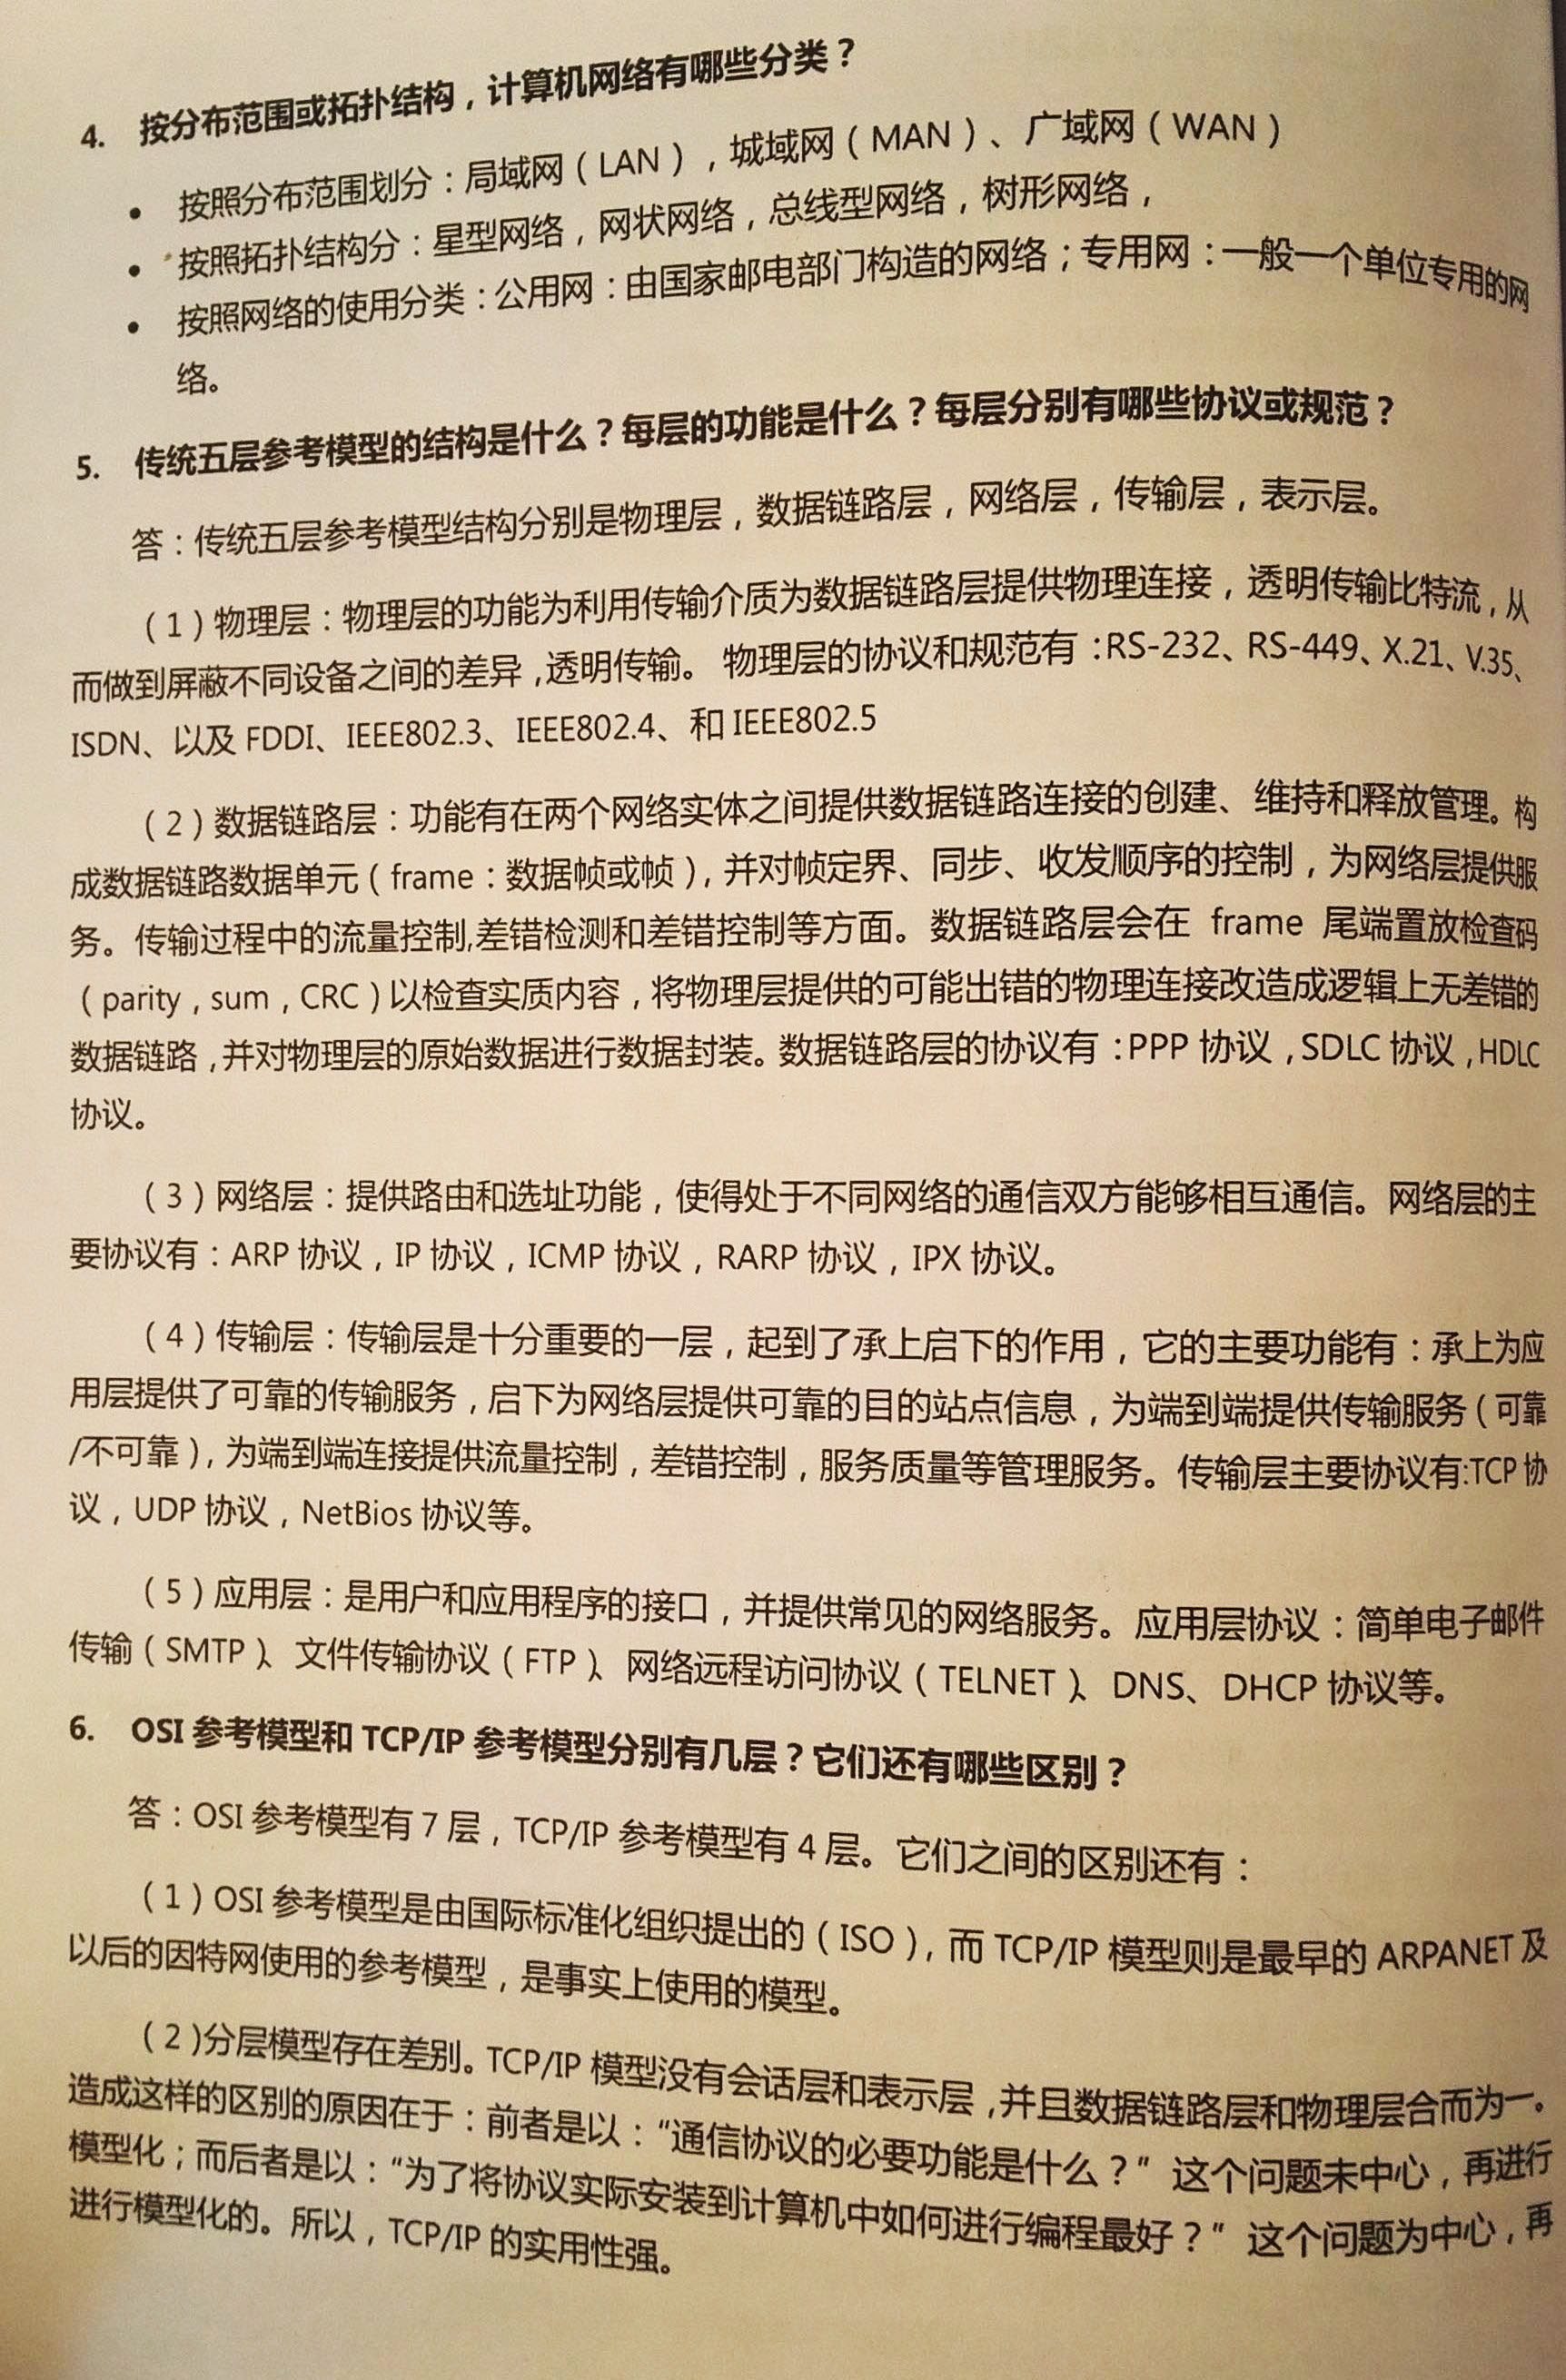 4. 按分布范围或拓扑结构，计算机网络有哪些分类？
• 按照分布范围划分：局域网（LAN），城域网（MAN）、广域网（WAN）
• 按照拓扑结构分：星型网络，网状网络，总线型网络，树形网络，
• 按照网络的使用分类：公用网：由国家邮电部门构造的网络；专用网：一般一个单位专用的网
络。
5. 传统五层参考模型的结构是什么？每层的功能是什么？每层分别有哪些协议或规范？
答：传统五层参考模型结构分别是物理层，数据链路层，网络层，传输层，表示层。
（1）物理层：物理层的功能为利用传输介质为数据链路层提供物理连接，透明传输比特流，从
而做到屏蔽不同设备之间的差异，透明传输。 物理层的协议和规范有：RS-232、RS-449、X.21、V.35、
ISDN、以及 FDDI、IEEE802.3、IEEE802.4、和 IEEE802.5
（2）数据链路层：功能有在两个网络实体之间提供数据链路连接的创建、维持和释放管理。构
成数据链路数据单元（frame：数据帧或帧），并对帧定界、同步、收发顺序的控制，为网络层提供服
务。传输过程中的流量控制,差错检测和差错控制等方面。数据链路层会在 frame 尾端置放检查码
（parity，sum，CRC）以检查实质内容，将物理层提供的可能出错的物理连接改造成逻辑上无差错的
数据链路，并对物理层的原始数据进行数据封装。数据链路层的协议有：PPP 协议，SDLC 协议，HDLC
协议。
（3）网络层：提供路由和选址功能，使得处于不同网络的通信双方能够相互通信。网络层的主
要协议有：ARP 协议，IP 协议，ICMP 协议，RARP 协议，IPX 协议。
（4）传输层：传输层是十分重要的一层，起到了承上启下的作用，它的主要功能有：承上为应
用层提供了可靠的传输服务，启下为网络层提供可靠的目的站点信息，为端到端提供传输服务（可靠
/不可靠），为端到端连接提供流量控制，差错控制，服务质量等管理服务。传输层主要协议有:TCP 协
议，UDP 协议，NetBios 协议等。
（5）应用层：是用户和应用程序的接口，并提供常见的网络服务。应用层协议：简单电子邮件
传输（SMTP）、文件传输协议（FTP）、网络远程访问协议（TELNET）、DNS、DHCP 协议等。
6. OSI 参考模型和 TCP/IP 参考模型分别有几层？它们还有哪些区别？
答：OSI 参考模型有 7 层，TCP/IP 参考模型有 4 层。它们之间的区别还有：
（1）OSI 参考模型是由国际标准化组织提出的（ISO），而 TCP/IP 模型则是最早的 ARPANET 及
以后的因特网使用的参考模型，是事实上使用的模型。
（2）分层模型存在差别。TCP/IP 模型没有会话层和表示层，并且数据链路层和物理层合而为一。
造成这样的区别的原因在于：前者是以：“通信协议的必要功能是什么？”这个问题未中心，再进行
模型化；而后者是以：“为了将协议实际安装到计算机中如何进行编程最好？”这个问题为中心，再
进行模型化的。所以，TCP/IP 的实用性强。